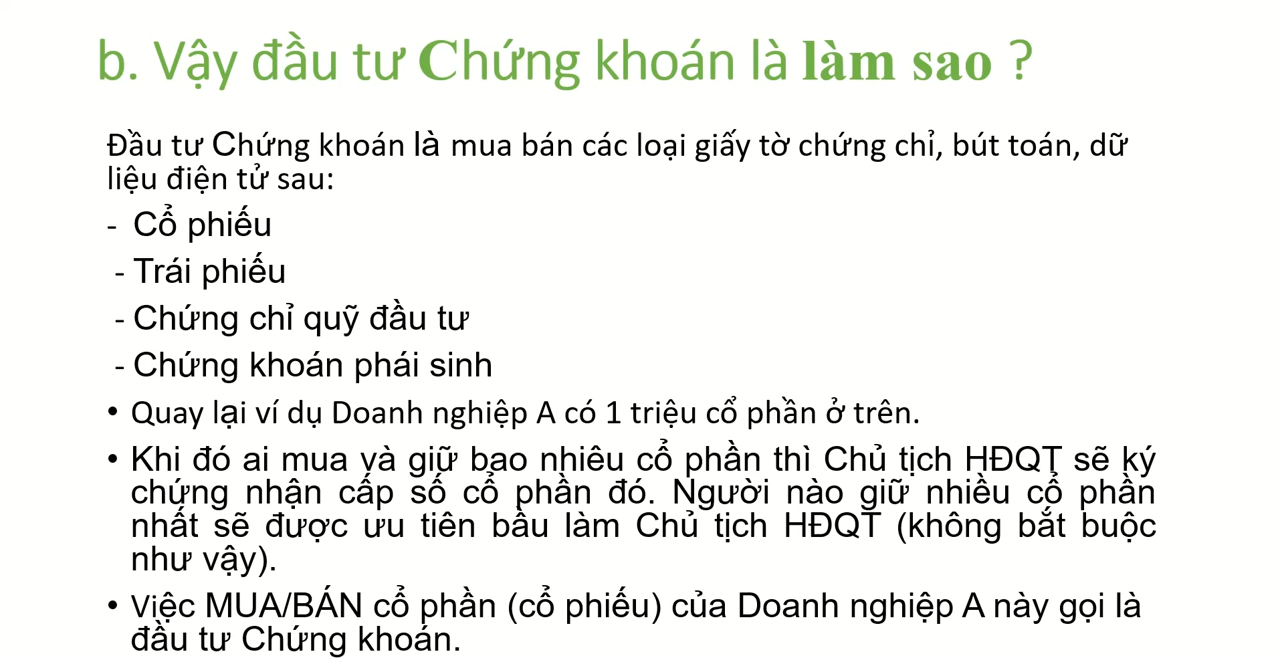 b. Vậy đầu tư Chứng khoán là làm sao ?
Đầu tư Chứng khoán là mua bán các loại giấy tờ chứng chỉ, bút toán, dữ
liệu điện tử sau:
- Cổ phiếu
- Trái phiếu
- Chứng chỉ quỹ đầu tư
- Chứng khoán phái sinh
• Quay lại ví dụ Doanh nghiệp A có 1 triệu cổ phần ở trên.
• Khi đó ai mua và giữ bao nhiêu cổ phần thì Chủ tịch HĐQT sẽ ký
chứng nhận cấp số cổ phần đó. Người nào giữ nhiều cổ phần
nhất sẽ được ưu tiên bầu làm Chủ tịch HĐQT (không bắt buộc
như vậy).
• Việc MUA/BÁN cổ phần (cổ phiếu) của Doanh nghiệp A này gọi là
đầu tư Chứng khoán.